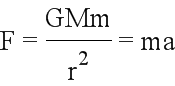 F = GMm / r² = ma